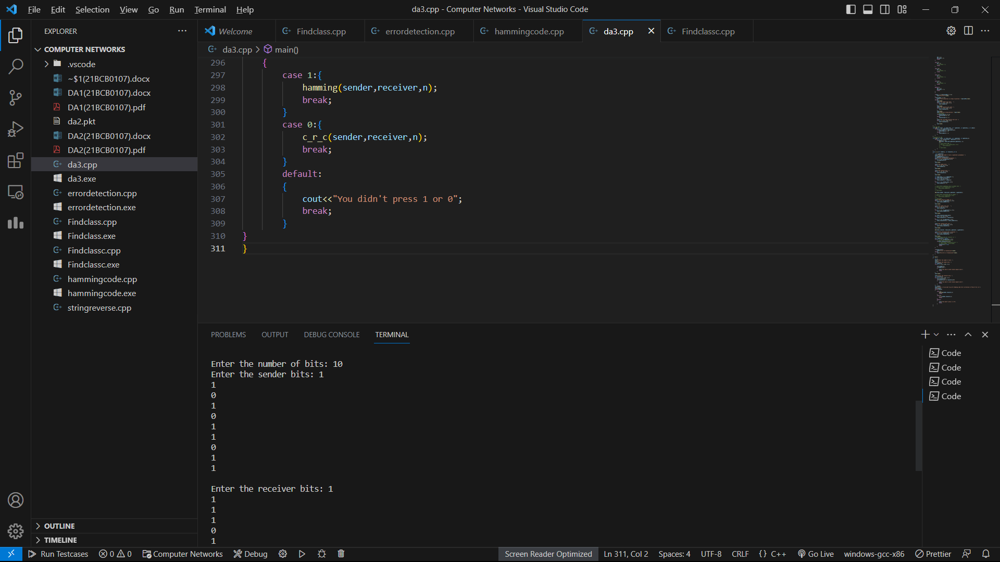 File Edit Selection View Go Run Terminal Help
da3.cpp - Computer Networks - Visual Studio Code
EXPLORER
COMPUTER NETWORKS
.vscode
~$1(21BCB0107).docx
DA1(21BCB0107).docx
DA1(21BCB0107).pdf
da2.pkt
DA2(21BCB0107).docx
DA2(21BCB0107).pdf
da3.cpp
da3.exe
errordetection.cpp
errordetection.exe
Findclass.cpp
Findclass.exe
Findclassc.cpp
Findclassc.exe
hammingcode.cpp
hammingcode.exe
stringreverse.cpp
OUTLINE
TIMELINE
Welcome
Findclass.cpp
errordetection.cpp
hammingcode.cpp
da3.cpp
Findclassc.cpp
da3.cpp > main()
296 {
297 case 1:{
298 hamming(sender,receiver,n);
299 break;
300 }
301 case 0:{
302 c_r_c(sender,receiver,n);
303 break;
304 }
305 default:
306 {
307 cout<<"You didn't press 1 or 0";
308 break;
309 }
310 }
311 }
PROBLEMS OUTPUT DEBUG CONSOLE TERMINAL
Enter the number of bits: 10
Enter the sender bits: 1
1
0
1
0
1
1
0
1
1
Enter the receiver bits: 1
1
1
1
0
1
Code
Code
Code
Code
Run Testcases 0 0 Computer Networks Debug
Screen Reader Optimized Ln 311, Col 2 Spaces: 4 UTF-8 CRLF {} C++ Go Live windows-gcc-x86 Prettier